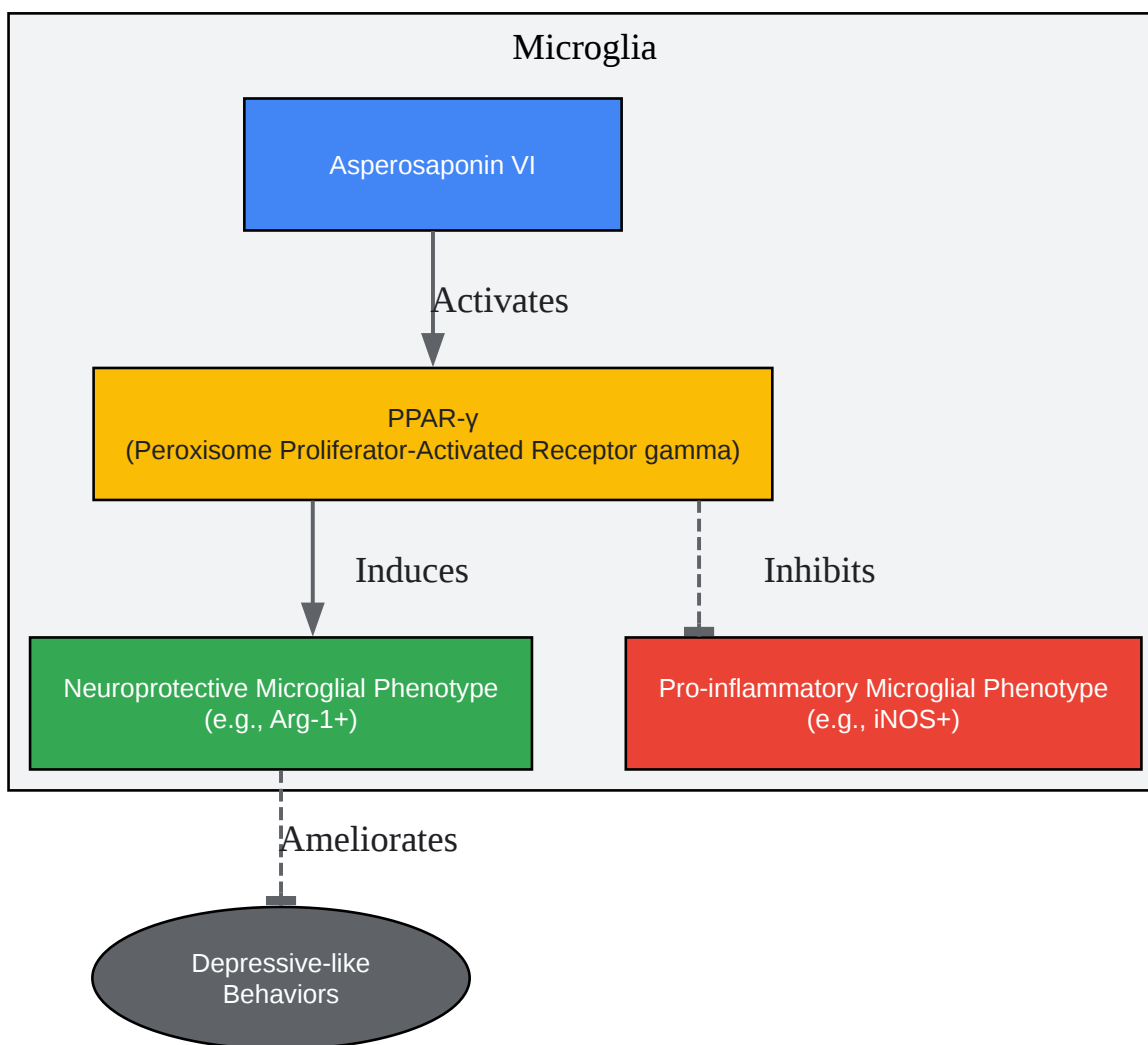 Microglia
Asperosaponin VI
Activates
PPAR-γ
(Peroxisome Proliferator-Activated Receptor gamma)
Induces
Inhibits
Neuroprotective Microglial Phenotype
(e.g., Arg-1+)
Pro-inflammatory Microglial Phenotype
(e.g., iNOS+)
Ameliorates
Depressive-like
Behaviors